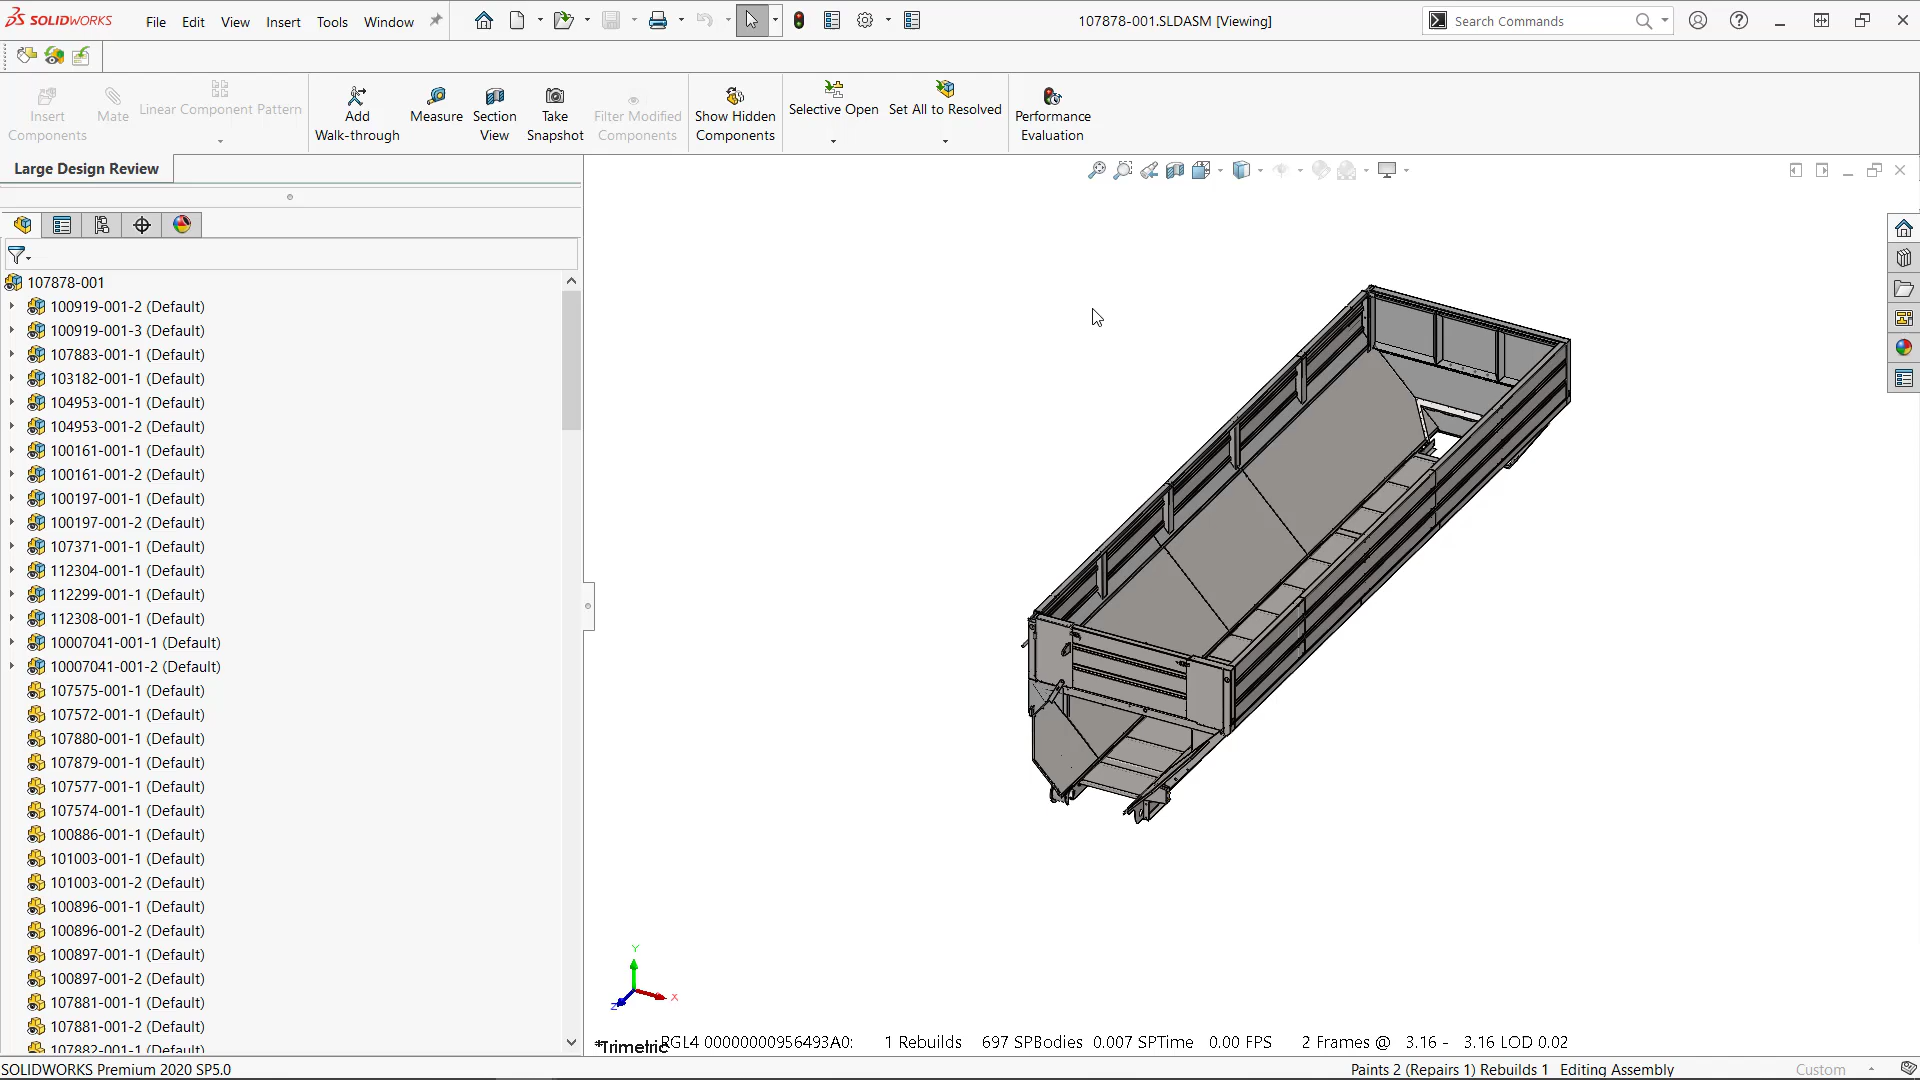 SOLIDWORKS File Edit View Insert Tools Window
107878-001.SLDASM [Viewing]
Search Commands
Insert Components
Mate
Linear Component Pattern
Add Walk-through
Measure
Section View
Take Snapshot
Filter Modified Components
Show Hidden Components
Selective Open
Set All to Resolved
Performance Evaluation
Large Design Review
107878-001
100919-001-2 (Default)
100919-001-3 (Default)
107883-001-1 (Default)
103182-001-1 (Default)
104953-001-1 (Default)
104953-001-2 (Default)
100161-001-1 (Default)
100161-001-2 (Default)
100197-001-1 (Default)
100197-001-2 (Default)
107371-001-1 (Default)
112304-001-1 (Default)
112299-001-1 (Default)
112308-001-1 (Default)
10007041-001-1 (Default)
10007041-001-2 (Default)
107575-001-1 (Default)
107572-001-1 (Default)
107880-001-1 (Default)
107879-001-1 (Default)
107577-001-1 (Default)
107574-001-1 (Default)
100886-001-1 (Default)
101003-001-1 (Default)
101003-001-2 (Default)
100896-001-1 (Default)
100896-001-2 (Default)
100897-001-1 (Default)
100897-001-2 (Default)
107881-001-1 (Default)
107881-001-2 (Default)
107882-001-1 (Default)
Y
X
Z
*Trimetric
RGL4 00000000956493A0: 1 Rebuilds 697 SPBodies 0.007 SPTime 0.00 FPS 2 Frames @ 3.16 - 3.16 LOD 0.02
SOLIDWORKS Premium 2020 SP5.0
Paints 2 (Repairs 1) Rebuilds 1 Editing Assembly
Custom